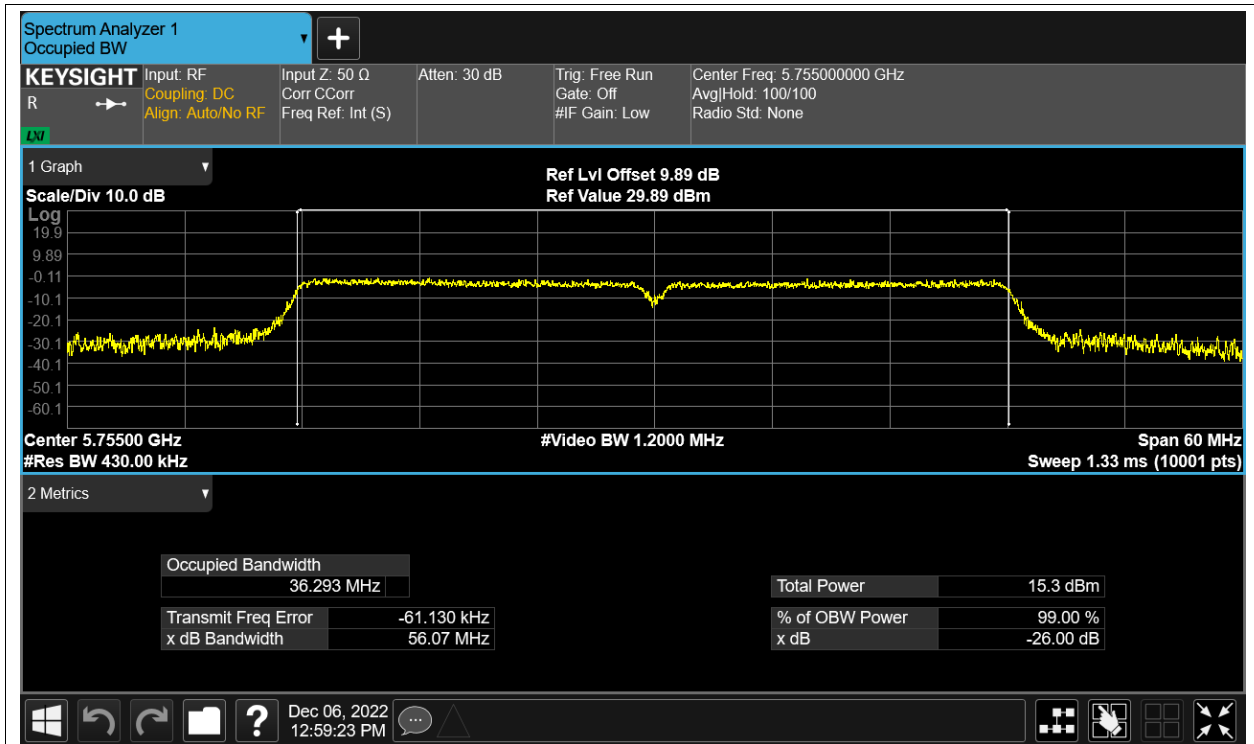 Spectrum Analyzer 1
Occupied BW
KEYSIGHT
R
LXI
Input: RF
Coupling: DC
Align: Auto/No RF
Input Z: 50 Ω
Corr CCorr
Freq Ref: Int (S)
Atten: 30 dB
Trig: Free Run
Gate: Off
#IF Gain: Low
Center Freq: 5.755000000 GHz
Avg|Hold: 100/100
Radio Std: None
1 Graph
Ref Lvl Offset 9.89 dB
Scale/Div 10.0 dB
Ref Value 29.89 dBm
Log
19.9
9.89
-0.11
-10.1
-20.1
-30.1
-40.1
-50.1
-60.1
Center 5.75500 GHz
#Video BW 1.2000 MHz
Span 60 MHz
#Res BW 430.00 kHz
Sweep 1.33 ms (10001 pts)
2 Metrics
Occupied Bandwidth
36.293 MHz
Total Power 15.3 dBm
Transmit Freq Error -61.130 kHz
% of OBW Power 99.00 %
x dB Bandwidth 56.07 MHz
x dB -26.00 dB
?
Dec 06, 2022
12:59:23 PM